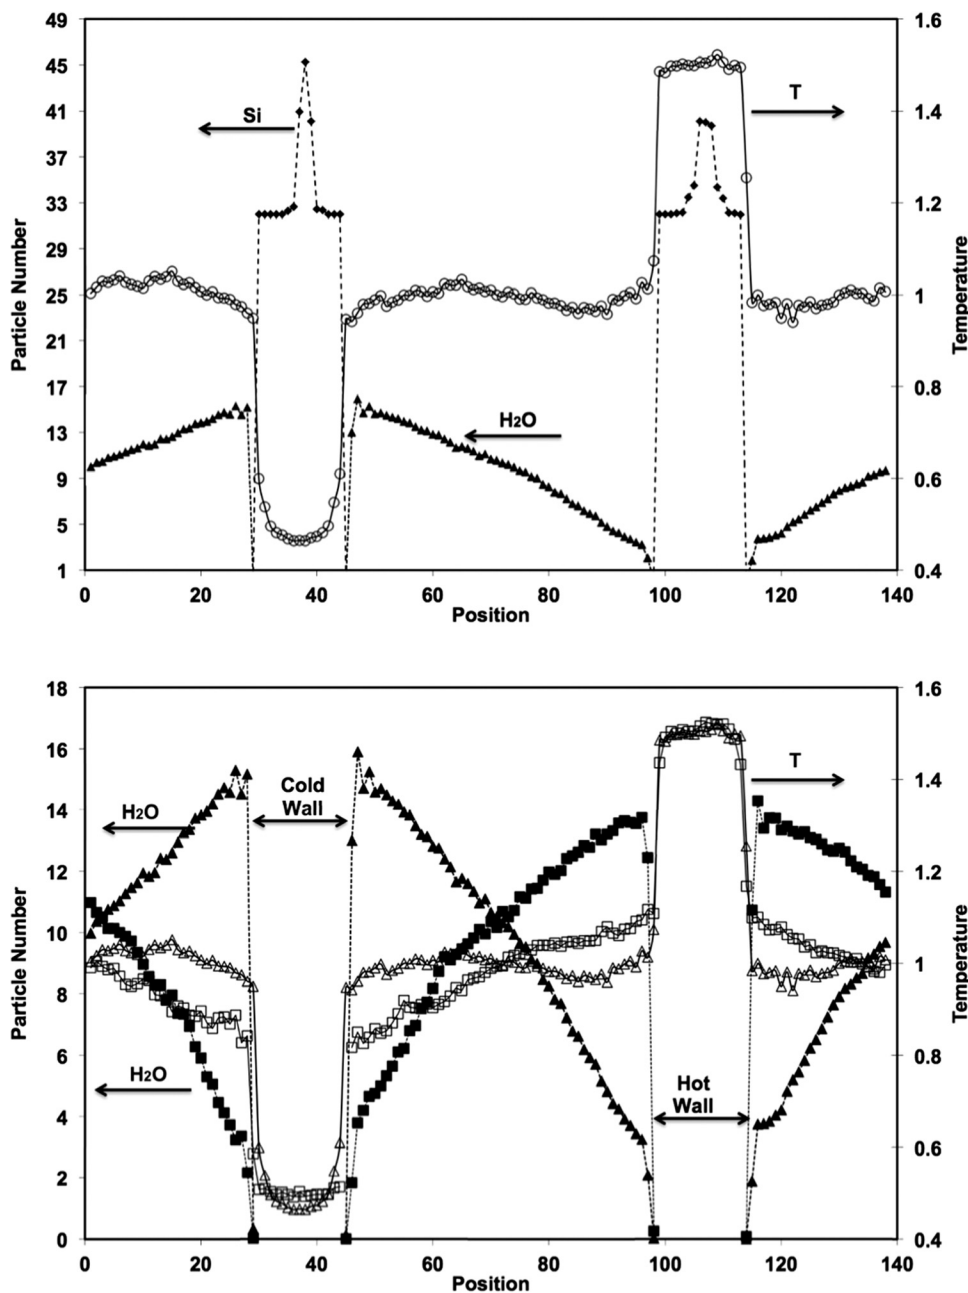 49
45
41
37
33
29
25
21
17
13
9
5
1
Particle Number
Si
H2O
T
1.6
1.4
1.2
1
0.8
0.6
0.4
Temperature
0 20 40 60 80 100 120 140
Position
18
16
14
12
10
8
6
4
2
0
Particle Number
H2O
Cold
Wall
T
H2O
Hot
Wall
1.6
1.4
1.2
1
0.8
0.6
0.4
Temperature
0 20 40 60 80 100 120 140
Position